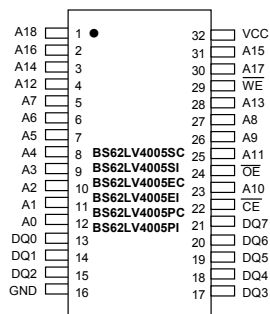 A18 1 32 VCC
A16 2 31 A15
A14 3 30 A17
A12 4 29 WE
A7 5 28 A13
A6 6 27 A8
A5 7 26 A9
A4 8 BS62LV4005SC 25 A11
A3 9 BS62LV4005SI 24 OE
A2 10 BS62LV4005EC 23 A10
A1 11 BS62LV4005EI 22 CE
A0 12 BS62LV4005PC 21 DQ7
DQ0 13 BS62LV4005PI 20 DQ6
DQ1 14 19 DQ5
DQ2 15 18 DQ4
GND 16 17 DQ3